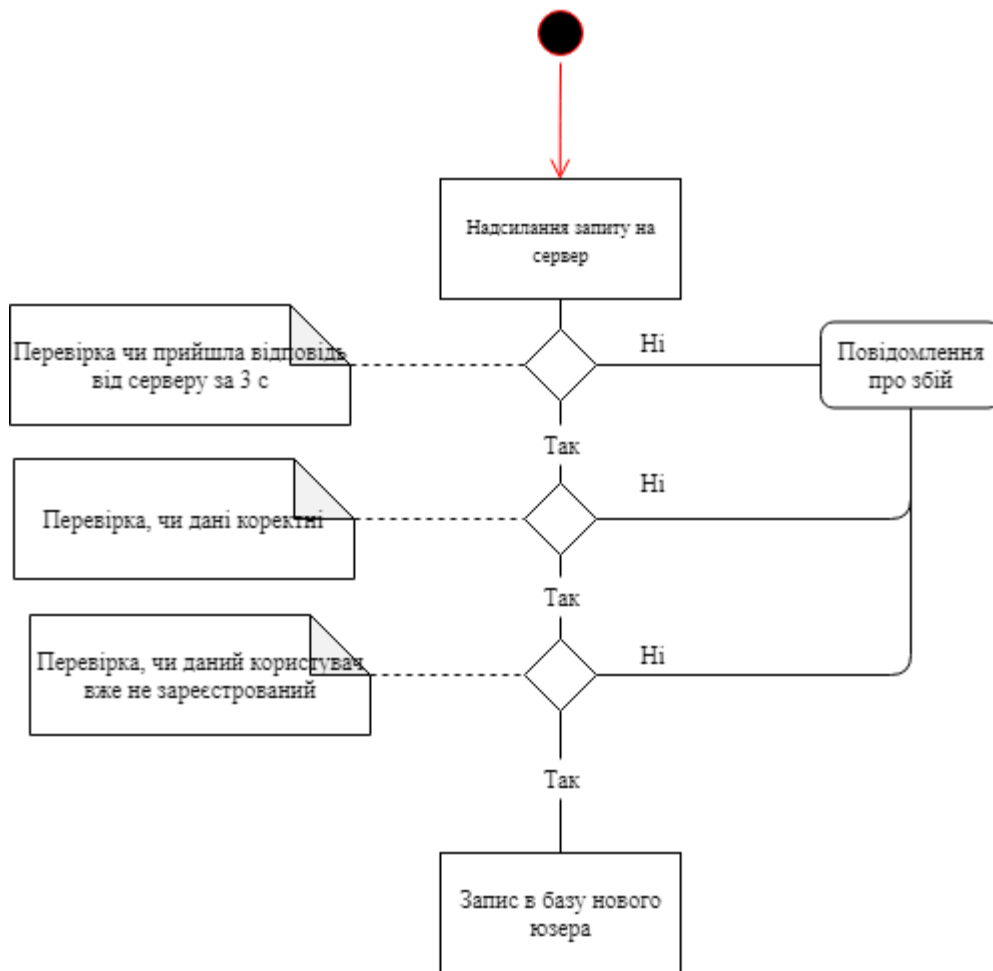 Надсилання запиту на
сервер
Перевірка чи прийшла відповідь
від серверу за 3 с
Ні
Повідомлення
про збій
Так
Перевірка, чи дані коректні
Ні
Так
Перевірка, чи даний користувач
вже не зареєстрований
Ні
Так
Запис в базу нового
юзера